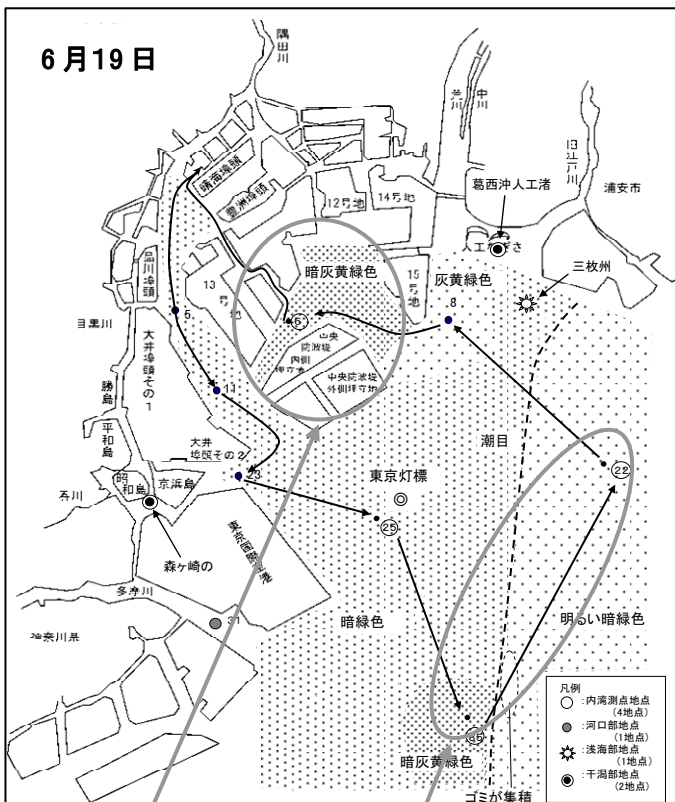 6月19日
隅田川
荒川
中川
旧江戸川
葛西沖人工渚
浦安市
晴海埠頭
豊洲埠頭
12号地
14号地
人工なぎさ
三枚州
暗灰黄緑色
15号地
灰黄緑色
品川埠頭
13号地
8
5
6
目黒川
中央
防波堤
内側
埋立地
中央防波堤
外側埋立地
大井埠頭その1
11
勝島
潮目
平和島
大井
埠頭その2
東京灯標
22
昭和島
京浜島
23
25
東京国際空港
森ヶ崎の
多摩川
31
暗緑色
明るい暗緑色
神奈川県
凡例
:内湾測点地点
(4地点)
:河口部地点
(1地点)
:浅海部地点
(1地点)
:干潟部地点
(2地点)
35
暗灰黄緑色
ゴミが集積